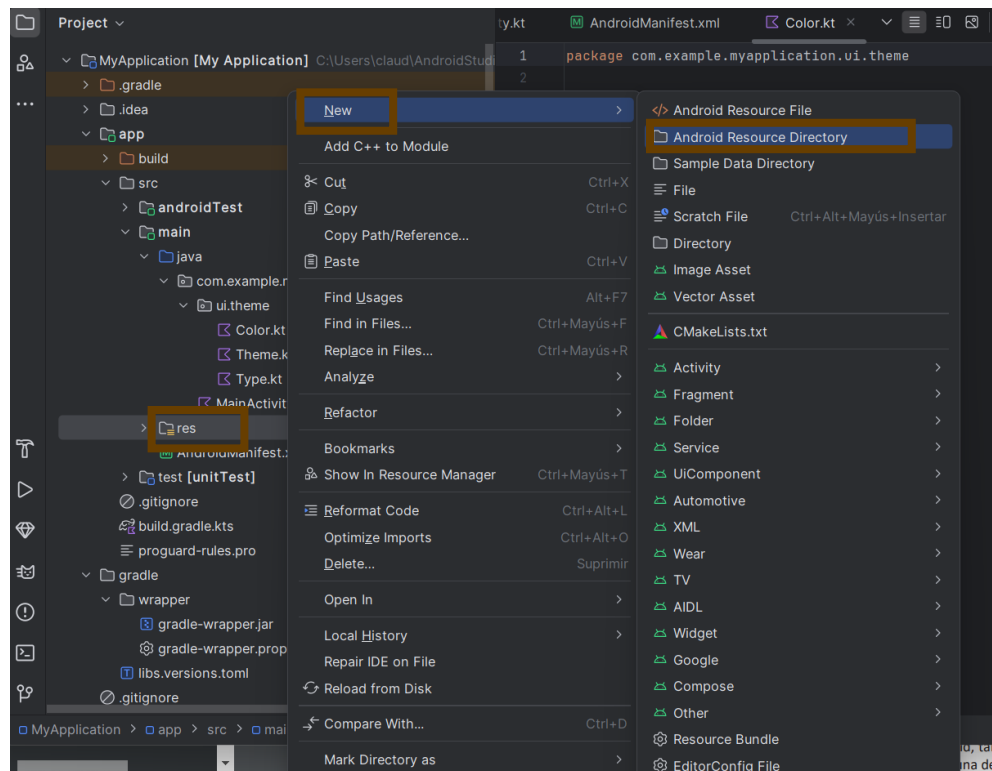 Project
ty.kt
AndroidManifest.xml
Color.kt
MyApplication [My Application] C:\Users\claud\AndroidStudi
1 package com.example.myapplication.ui.theme
2
.gradle
.idea
app
build
src
androidTest
main
java
com.example.r
ui.theme
Color.kt
Theme.k
Type.kt
MainActivit
res
AndroidManifest.
test [unitTest]
.gitignore
build.gradle.kts
proguard-rules.pro
gradle
wrapper
gradle-wrapper.jar
gradle-wrapper.prop
libs.versions.toml
.gitignore
MyApplication > app > src > mai
New
Add C++ to Module
Cut Ctrl+X
Copy Ctrl+C
Copy Path/Reference...
Paste Ctrl+V
Find Usages Alt+F7
Find in Files... Ctrl+Mayús+F
Replace in Files... Ctrl+Mayús+R
Analyze
Refactor
Bookmarks
Show In Resource Manager Ctrl+Mayús+T
Reformat Code Ctrl+Alt+L
Optimize Imports Ctrl+Alt+O
Delete... Suprimir
Open In
Local History
Repair IDE on File
Reload from Disk
Compare With... Ctrl+D
Mark Directory as
Android Resource File
Android Resource Directory
Sample Data Directory
File
Scratch File Ctrl+Alt+Mayús+Insertar
Directory
Image Asset
Vector Asset
CMakeLists.txt
Activity
Fragment
Folder
Service
UiComponent
Automotive
XML
Wear
TV
AIDL
Widget
Google
Compose
Other
Resource Bundle
EditorConfig File